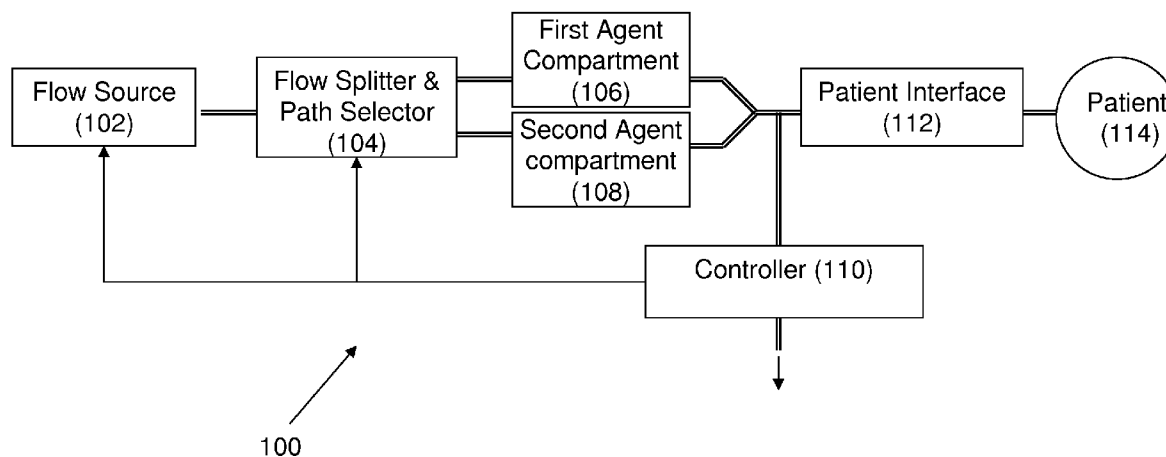 Flow Source
(102)
Flow Splitter &
Path Selector
(104)
First Agent
Compartment
(106)
Second Agent
compartment
(108)
Patient Interface
(112)
Patient
(114)
Controller (110)
100